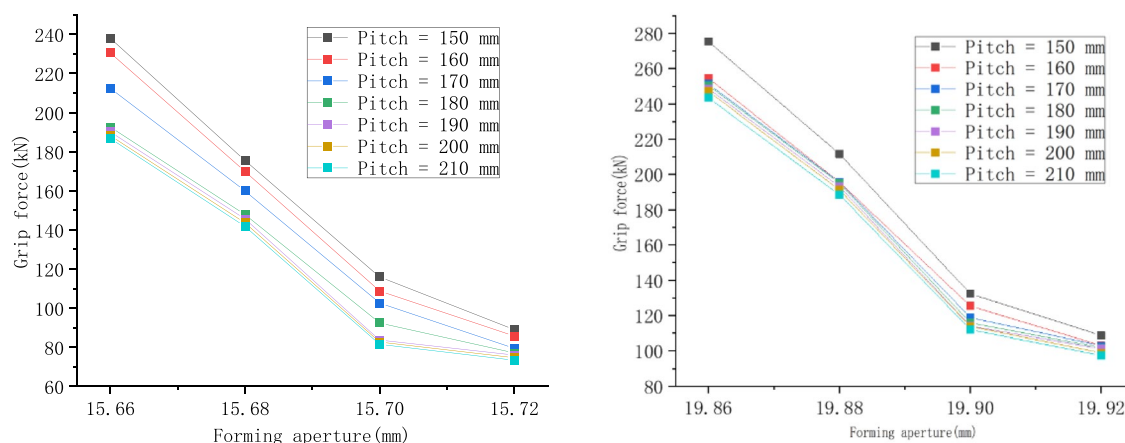 240
220
200
180
160
140
120
100
80
60
Grip force(kN)
15.66 15.68 15.70 15.72
Forming aperture(mm)
Pitch = 150 mm
Pitch = 160 mm
Pitch = 170 mm
Pitch = 180 mm
Pitch = 190 mm
Pitch = 200 mm
Pitch = 210 mm
280
260
240
220
200
180
160
140
120
100
80
Grip force(kN)
19.86 19.88 19.90 19.92
Forming aperture(mm)
Pitch = 150 mm
Pitch = 160 mm
Pitch = 170 mm
Pitch = 180 mm
Pitch = 190 mm
Pitch = 200 mm
Pitch = 210 mm